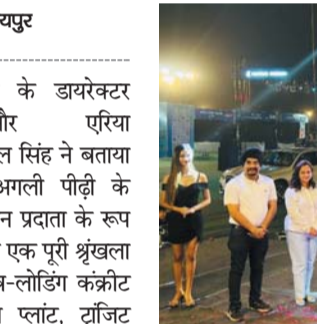 यपुर
के डायरेक्टर
और एरिया
ल सिंह ने बताया
अगली पीढ़ी के
न प्रदाता के रूप
एक पूरी श्रृंखला
-लोडिंग कंक्रीट
प्लांट, ट्रांजिट